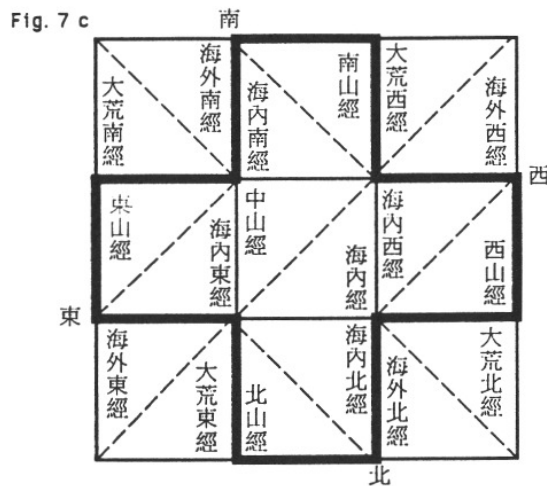 Fig. 7 c
南
大荒南經
海外南經
海內南經
南山經
大荒西經
海外西經
西
東山經
海內東經
中山經
海內經
海內西經
西山經
東
海外東經
大荒東經
北山經
海內北經
海外北經
大荒北經
北